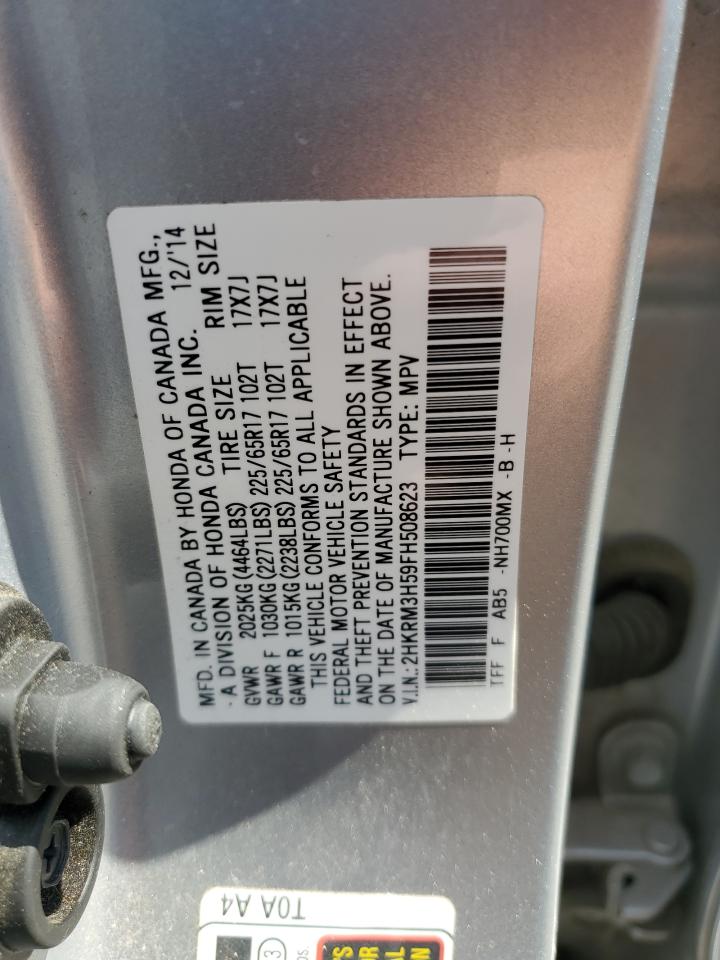 MFD. IN CANADA BY HONDA OF CANADA MFG.,
- A DIVISION OF HONDA CANADA INC. 12/'14
GVWR 2025KG(4464LBS) TIRE SIZE RIM SIZE
GAWR F 1030KG(2271LBS) 225/65R17 102T 17X7J
GAWR R 1015KG(2238LBS) 225/65R17 102T 17X7J
THIS VEHICLE CONFORMS TO ALL APPLICABLE
FEDERAL MOTOR VEHICLE SAFETY
AND THEFT PREVENTION STANDARDS IN EFFECT
ON THE DATE OF MANUFACTURE SHOWN ABOVE.
V.I.N.: 2HKRM3H59FH508623 TYPE: MPV
TFF F AB5 -NH700MX -B -H
T0A A4
3